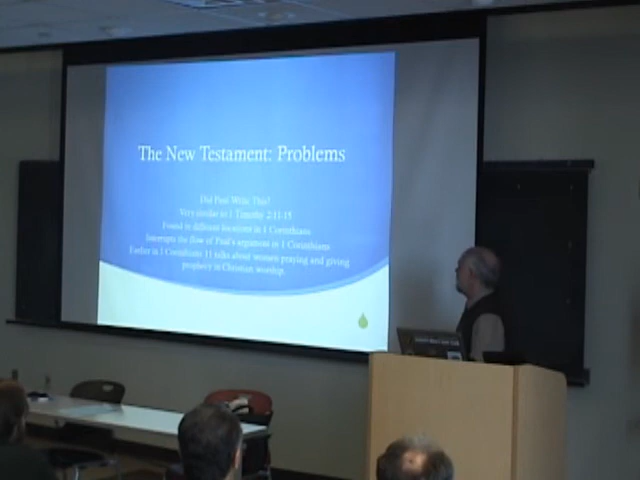 The New Testament: Problems
Did Paul Write This?
Very similar to 1 Timothy 2:11-15
Found in different locations in 1 Corinthians
Interrupts the flow of Paul's argument in 1 Corinthians
Earlier in 1 Corinthians 11 talks about women praying and giving
prophecy in Christian worship.